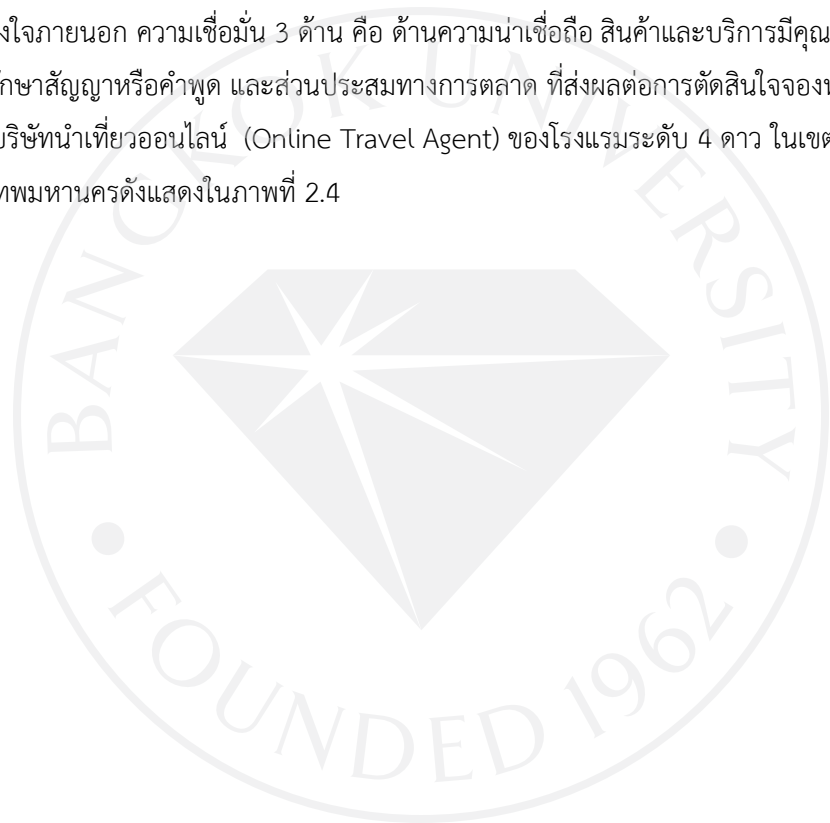 งใจภายนอก ความเชื่อมั่น 3 ด้าน คือ ด้านความน่าเชื่อถือ สินค้าและบริการมีคุณ
ักษาสัญญาหรือคำพูด และส่วนประสมทางการตลาด ที่ส่งผลต่อการตัดสินใจจอง
บริษัทนำเที่ยวออนไลน์ (Online Travel Agent) ของโรงแรมระดับ 4 ดาว ในเขต
ทพมหานครดังแสดงในภาพที่ 2.4
BANGKOK UNIVERSITY
FOUNDED 1962